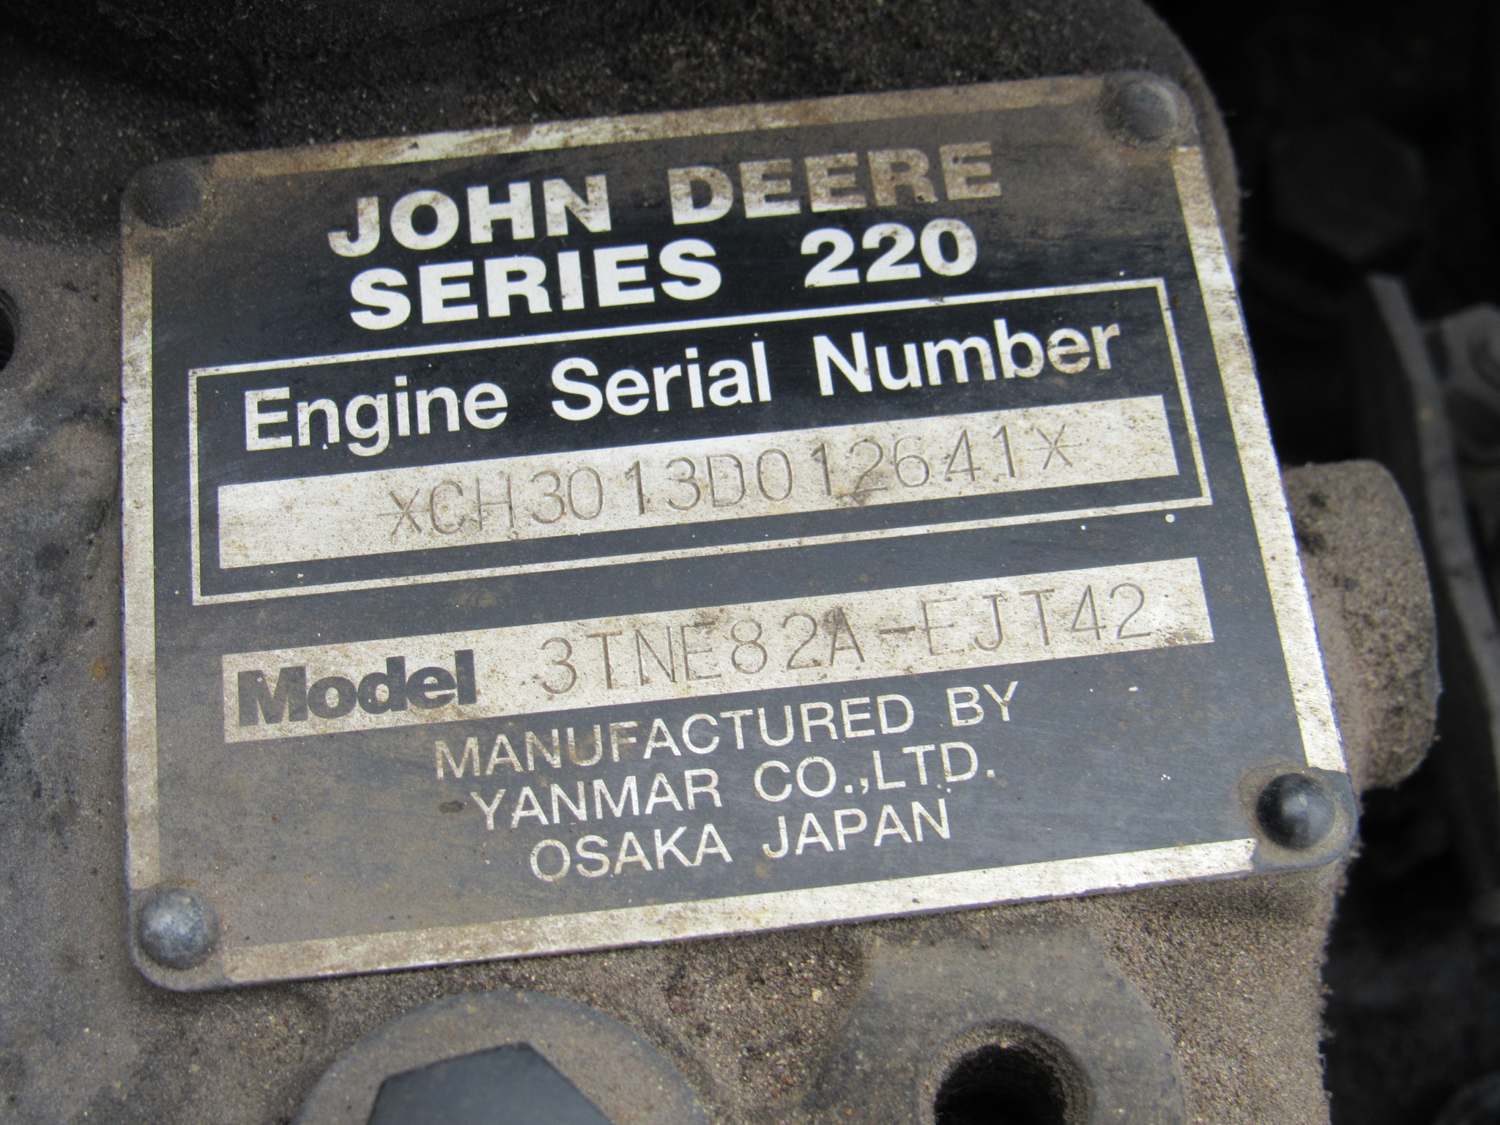 JOHN DEERE
SERIES 220
Engine Serial Number
XCH3013D012641X
Model 3TNE82A-EJT42
MANUFACTURED BY
YANMAR CO.,LTD.
OSAKA JAPAN